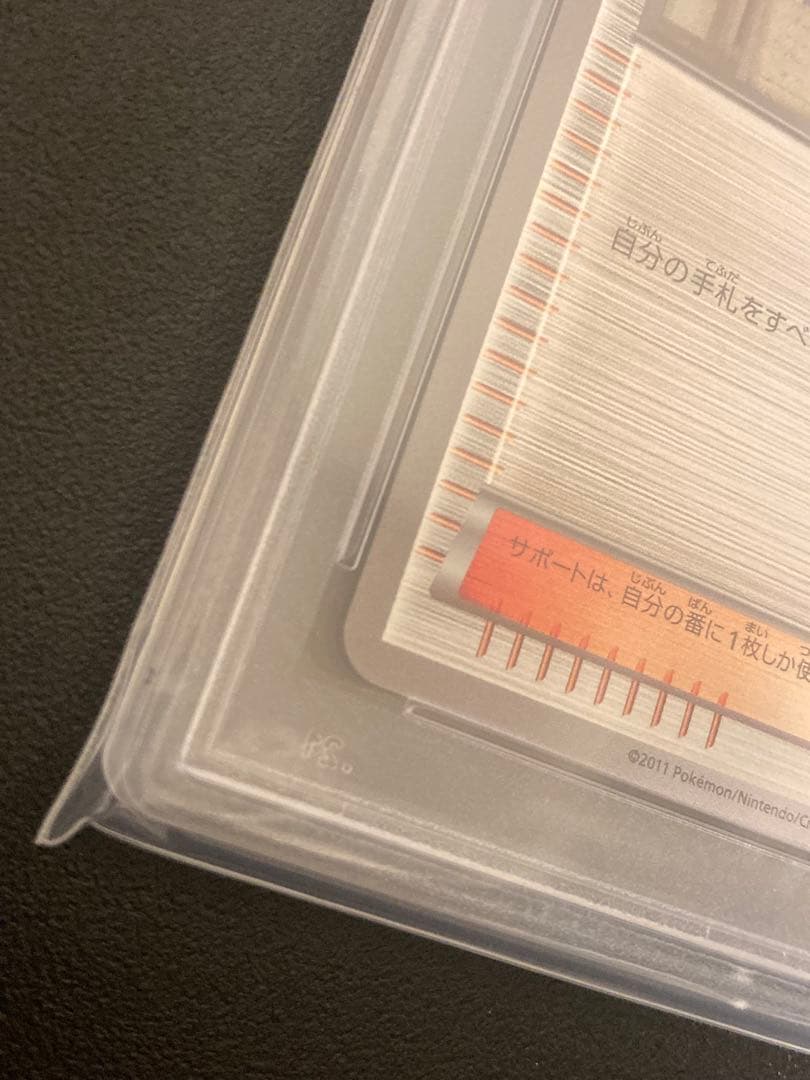 自分の手札をすべ
サポートは、自分の番に1枚しか使
©2011 Pokémon/Nintendo/C
PS.